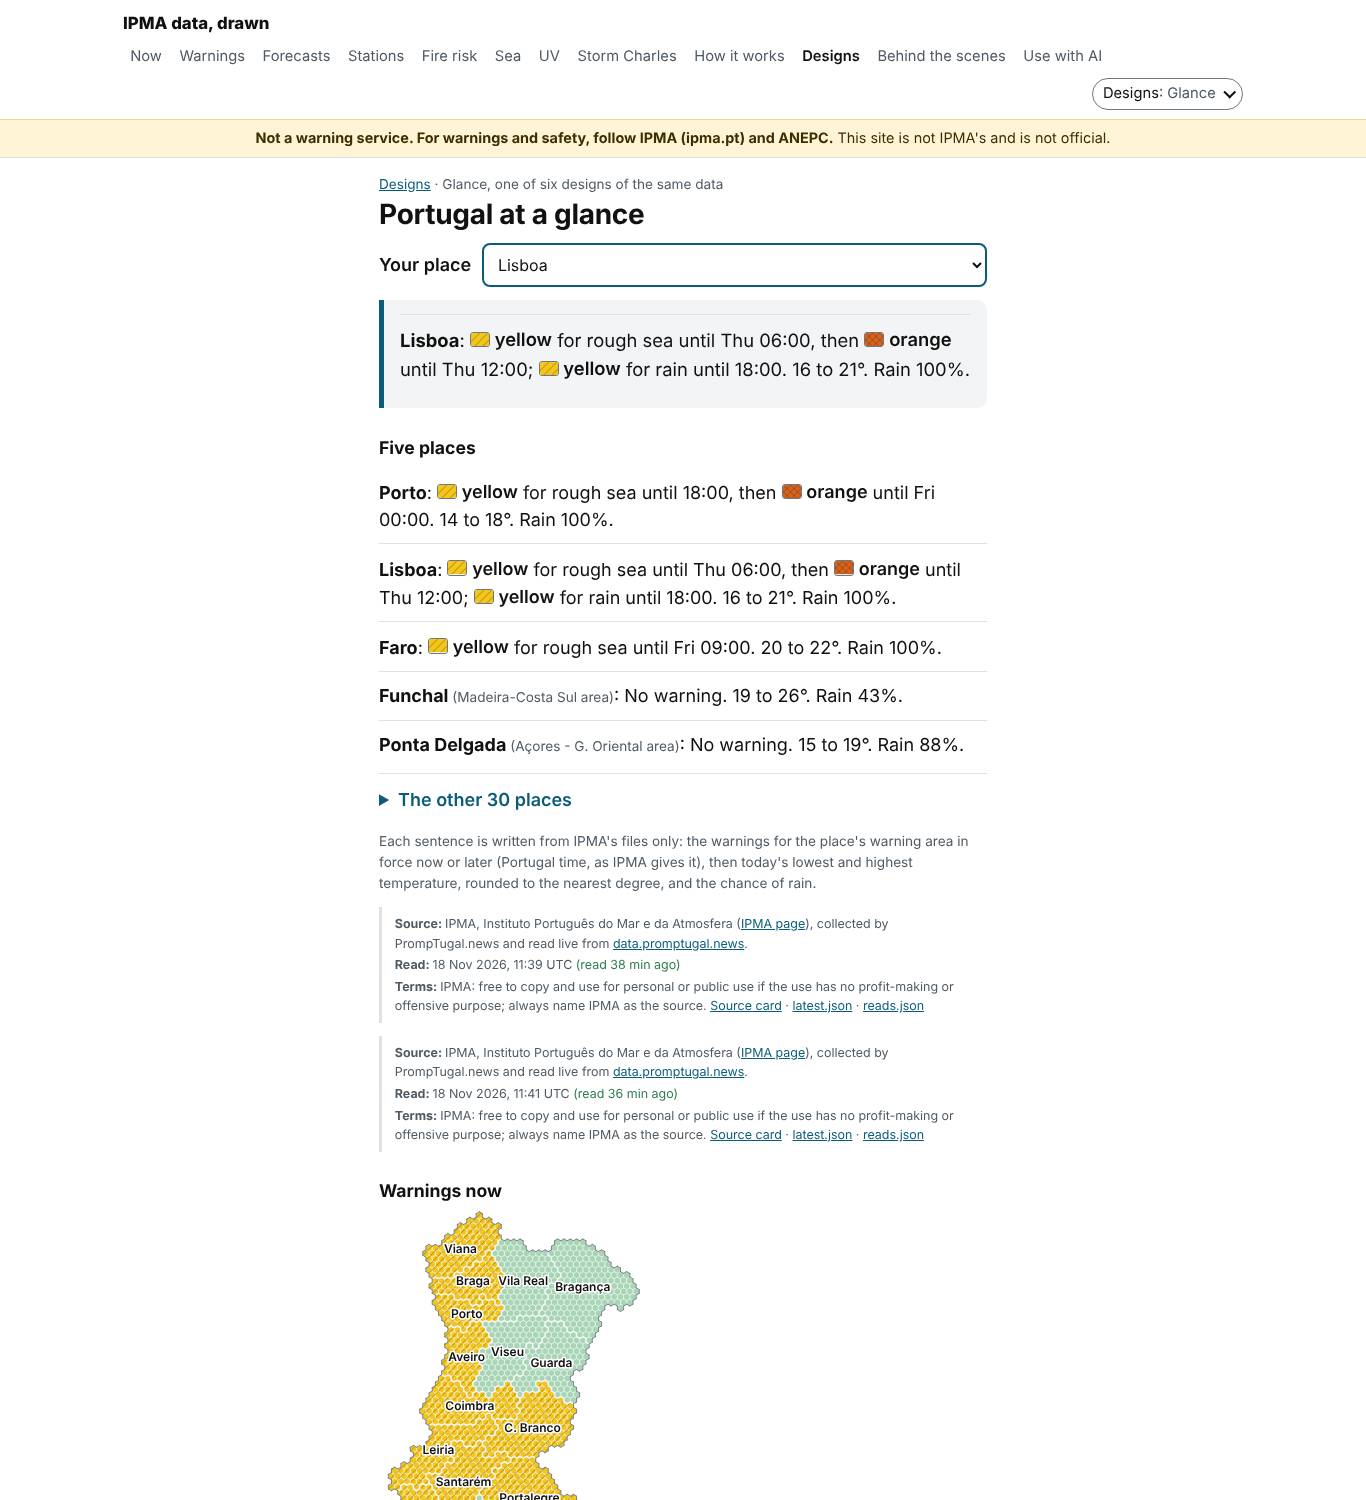 IPMA data, drawn
Now Warnings Forecasts Stations Fire risk Sea UV Storm Charles How it works Designs Behind the scenes Use with AI
Designs: Glance
Not a warning service. For warnings and safety, follow IPMA (ipma.pt) and ANEPC. This site is not IPMA's and is not official.
Designs · Glance, one of six designs of the same data
Portugal at a glance
Your place Lisboa
Lisboa: yellow for rough sea until Thu 06:00, then orange
until Thu 12:00; yellow for rain until 18:00. 16 to 21°. Rain 100%.
Five places
Porto: yellow for rough sea until 18:00, then orange until Fri
00:00. 14 to 18°. Rain 100%.
Lisboa: yellow for rough sea until Thu 06:00, then orange until
Thu 12:00; yellow for rain until 18:00. 16 to 21°. Rain 100%.
Faro: yellow for rough sea until Fri 09:00. 20 to 22°. Rain 100%.
Funchal (Madeira-Costa Sul area): No warning. 19 to 26°. Rain 43%.
Ponta Delgada (Açores - G. Oriental area): No warning. 15 to 19°. Rain 88%.
The other 30 places
Each sentence is written from IPMA's files only: the warnings for the place's warning area in
force now or later (Portugal time, as IPMA gives it), then today's lowest and highest
temperature, rounded to the nearest degree, and the chance of rain.
Source: IPMA, Instituto Português do Mar e da Atmosfera (IPMA page), collected by
PrompTugal.news and read live from data.promptugal.news.
Read: 18 Nov 2026, 11:39 UTC (read 38 min ago)
Terms: IPMA: free to copy and use for personal or public use if the use has no profit-making or
offensive purpose; always name IPMA as the source. Source card · latest.json · reads.json
Source: IPMA, Instituto Português do Mar e da Atmosfera (IPMA page), collected by
PrompTugal.news and read live from data.promptugal.news.
Read: 18 Nov 2026, 11:41 UTC (read 36 min ago)
Terms: IPMA: free to copy and use for personal or public use if the use has no profit-making or
offensive purpose; always name IPMA as the source. Source card · latest.json · reads.json
Warnings now
Viana
Braga Vila Real Bragança
Porto
Aveiro Viseu Guarda
Coimbra
C. Branco
Leiria
Santarém
Portalegre